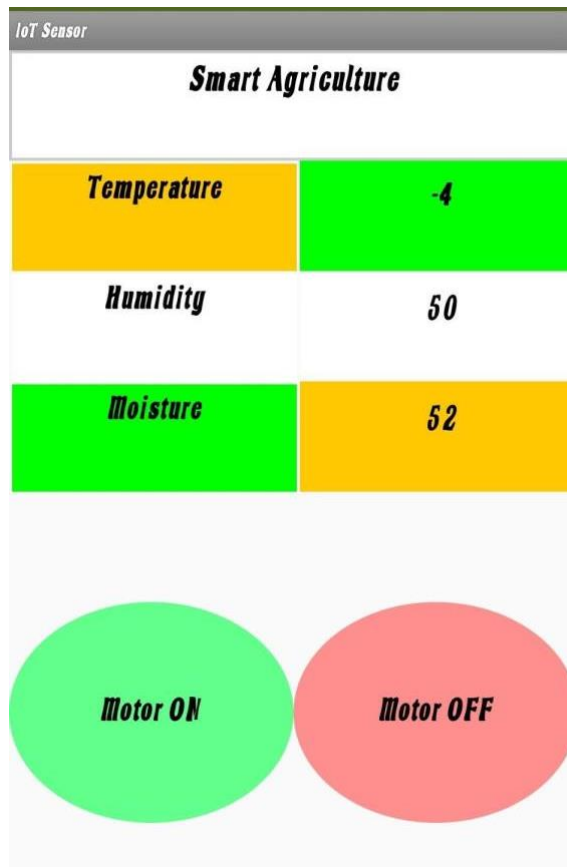 IoT Sensor
Smart Agriculture
Temperature -4
Humidity 50
Moisture 52
Motor ON Motor OFF